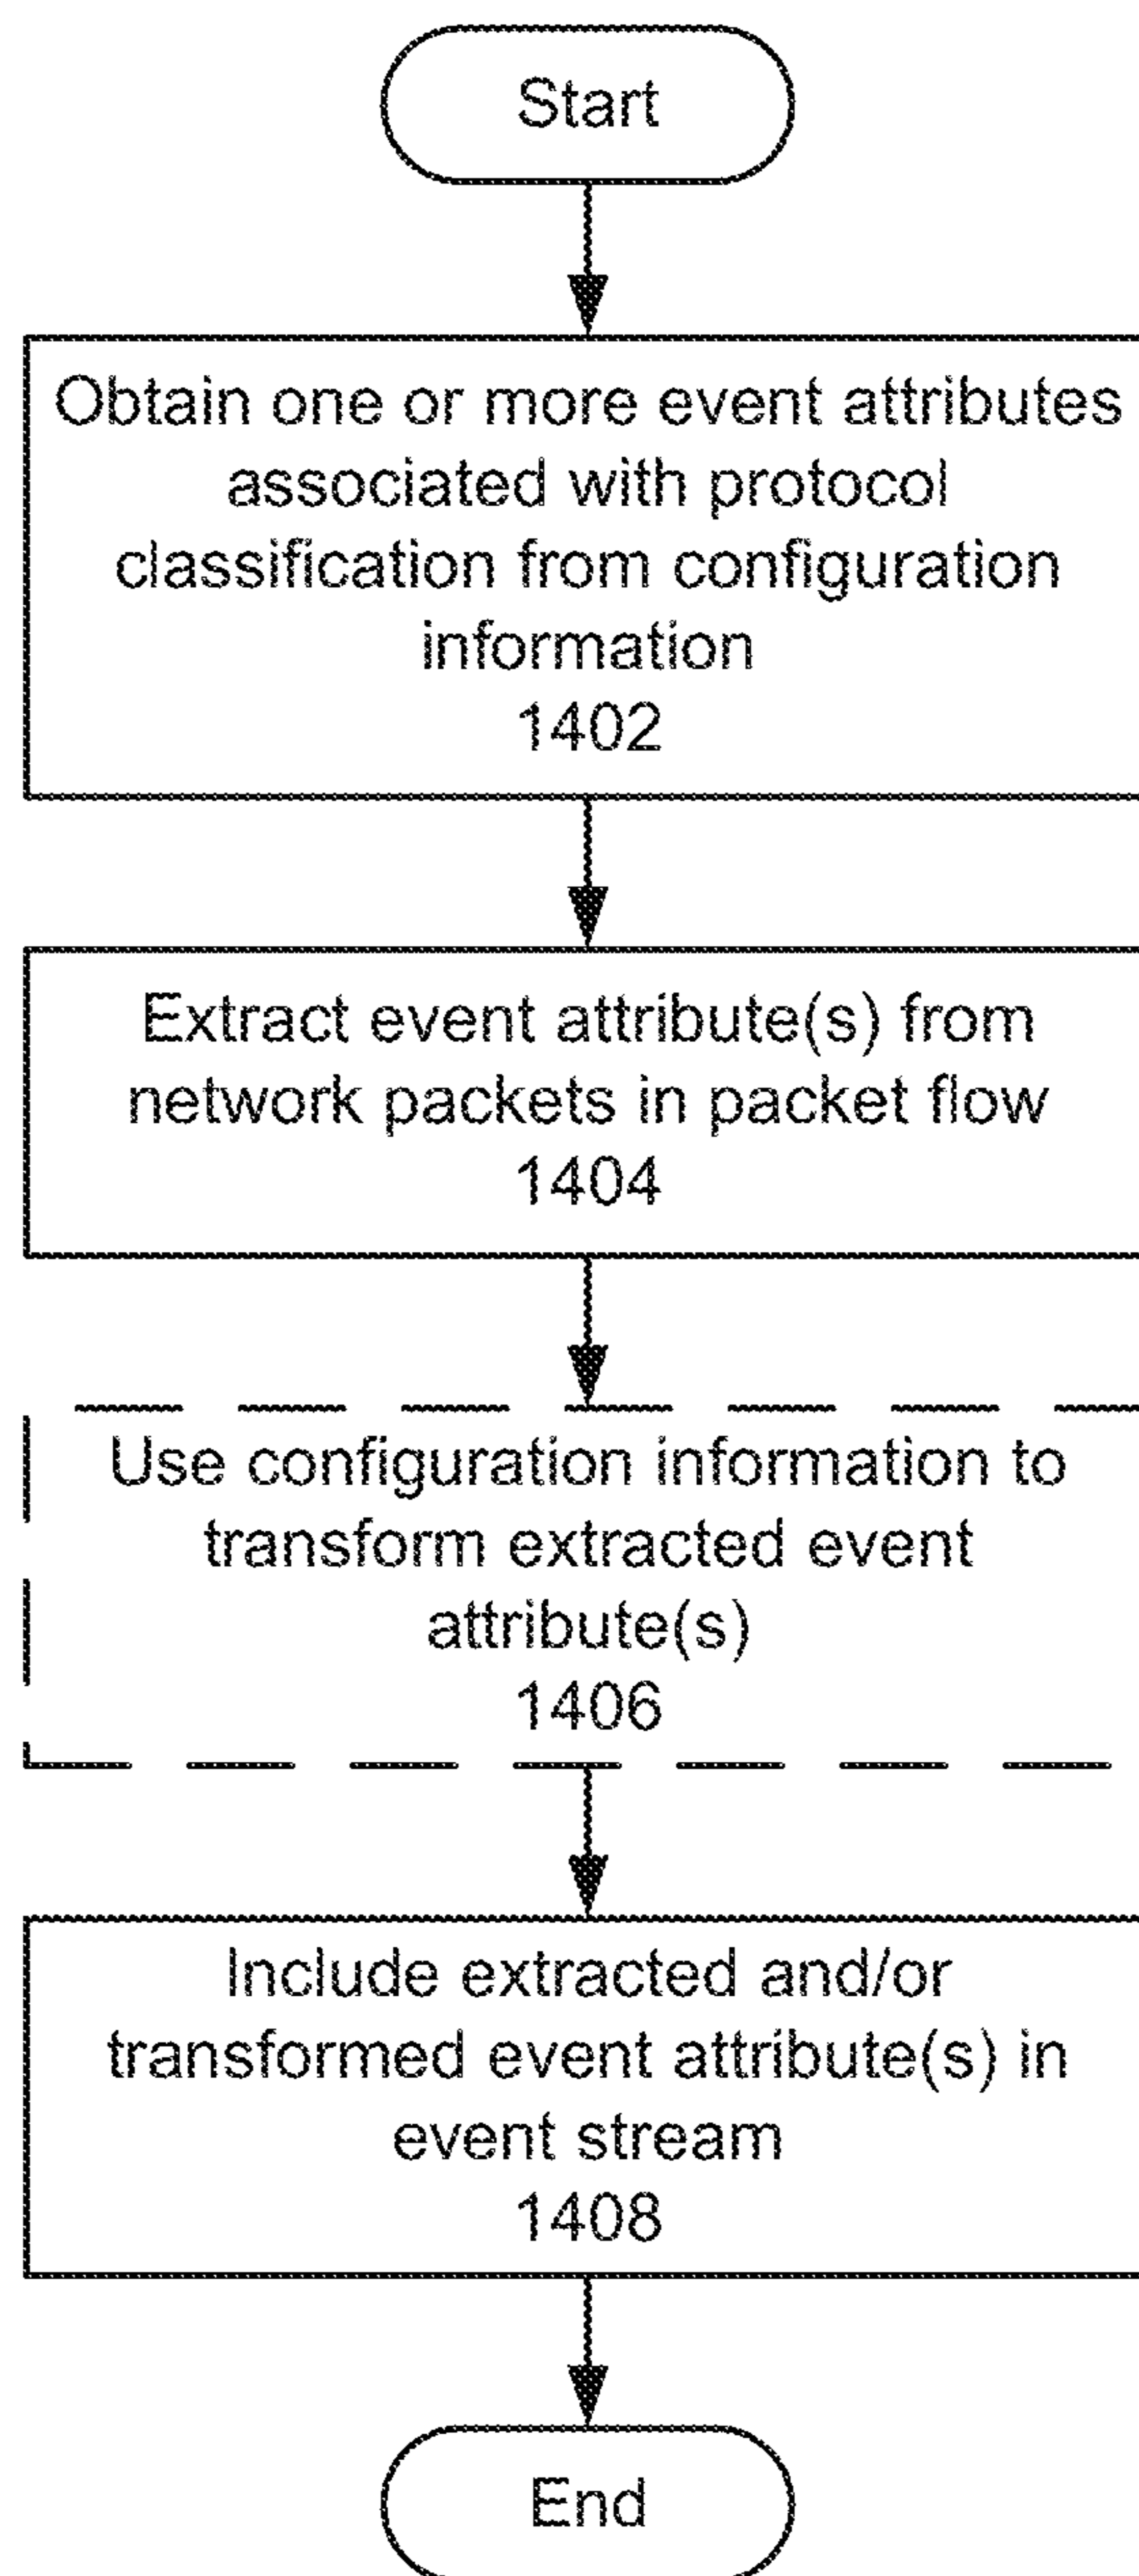 Start
Obtain one or more event attributes
associated with protocol
classification from configuration
information
1402
Extract event attribute(s) from
network packets in packet flow
1404
Use configuration information to
transform extracted event
attribute(s)
1406
Include extracted and/or
transformed event attribute(s) in
event stream
1408
End